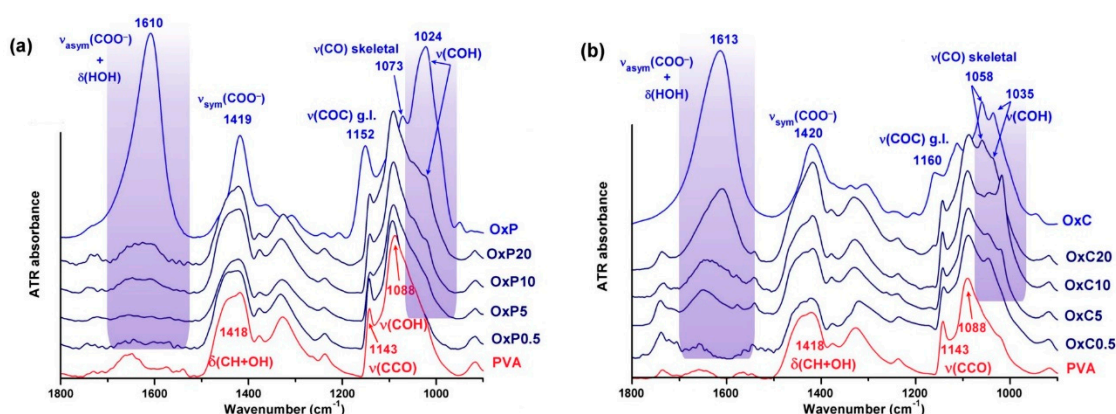 (a)
1610
νasym(COO⁻)
+
δ(HOH)
νsym(COO⁻)
1419
ν(CO) skeletal
1073
1024
ν(COH)
ν(COC) g.l.
1152
OxP
OxP20
OxP10
OxP5
OxP0.5
PVA
1088
ν(COH)
1143
ν(CCO)
1418
δ(CH+OH)
ATR absorbance
1800 1600 1400 1200 1000
Wavenumber (cm⁻¹)
(b)
1613
νasym(COO⁻)
+
δ(HOH)
νsym(COO⁻)
1420
ν(CO) skeletal
1058
1035
ν(COH)
ν(COC) g.l.
1160
OxC
OxC20
OxC10
OxC5
OxC0.5
PVA
1088
1143
ν(CCO)
1418
δ(CH+OH)
ATR absorbance
1800 1600 1400 1200 1000
Wavenumber (cm⁻¹)